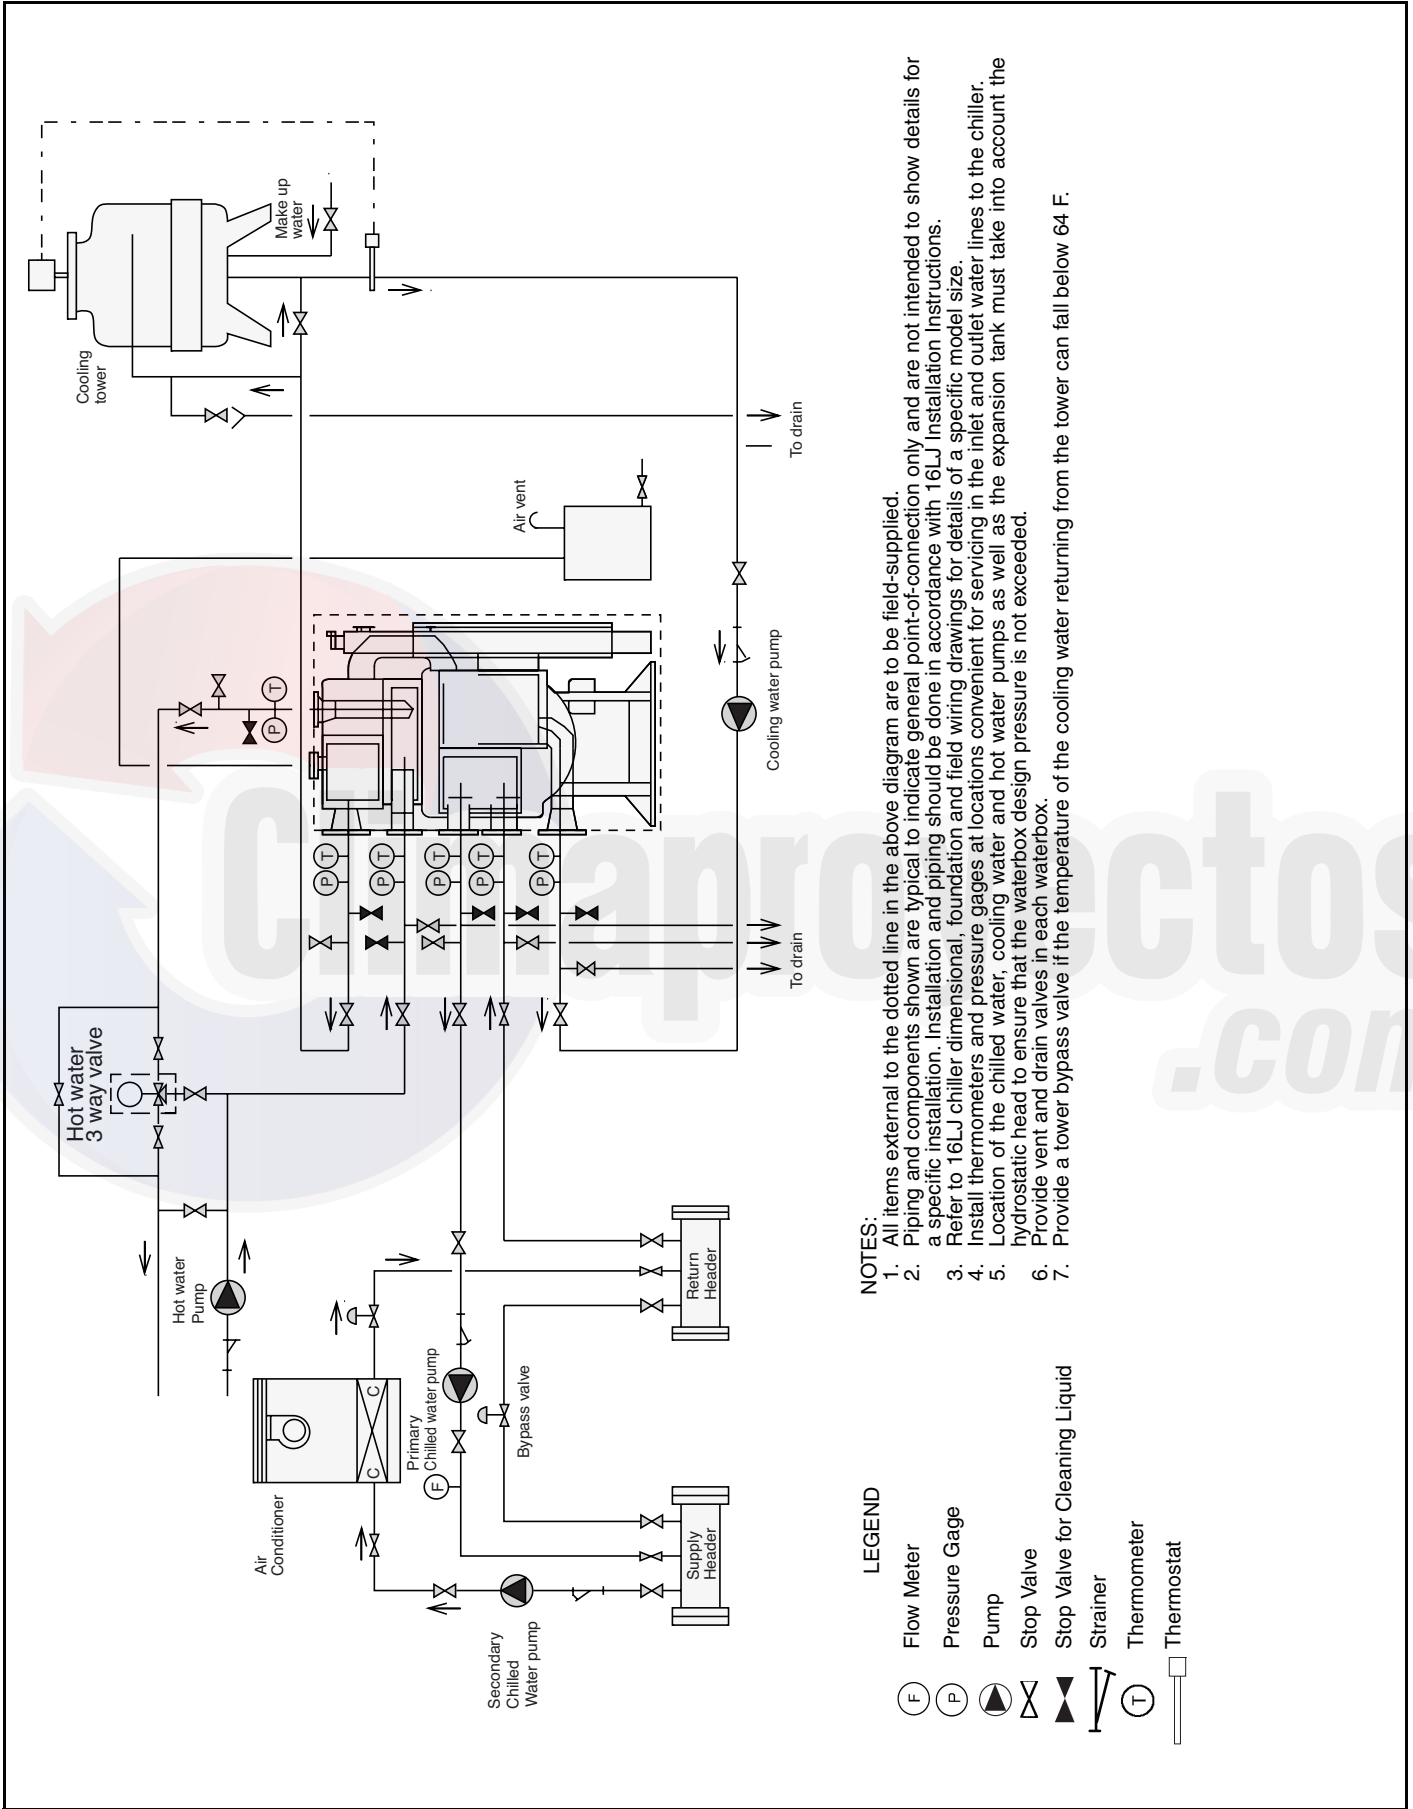 Cooling
tower
Make up
water
Air vent
To drain
Cooling water pump
To drain
Hot water
3 way valve
Hot water
Pump
Air
Conditioner
C
C
Primary
Chilled water pump
Bypass valve
Secondary
Chilled
Water pump
Supply
Header
Return
Header
F
P T
P T
P T
P T
P T
P T
LEGEND
F Flow Meter
P Pressure Gage
Pump
Stop Valve
Stop Valve for Cleaning Liquid
Strainer
T Thermometer
Thermostat
NOTES:
1. All items external to the dotted line in the above diagram are to be field-supplied.
2. Piping and components shown are typical to indicate general point-of-connection only and are not intended to show details for
a specific installation. Installation and piping should be done in accordance with 16LJ Installation Instructions.
3. Refer to 16LJ chiller dimensional, foundation and field wiring drawings for details of a specific model size.
4. Install thermometers and pressure gages at locations convenient for servicing in the inlet and outlet water lines to the chiller.
5. Location of the chilled water, cooling water and hot water pumps as well as the expansion tank must take into account the
hydrostatic head to ensure that the waterbox design pressure is not exceeded.
6. Provide vent and drain valves in each waterbox.
7. Provide a tower bypass valve if the temperature of the cooling water returning from the tower can fall below 64 F.
Climaproyectos
.com